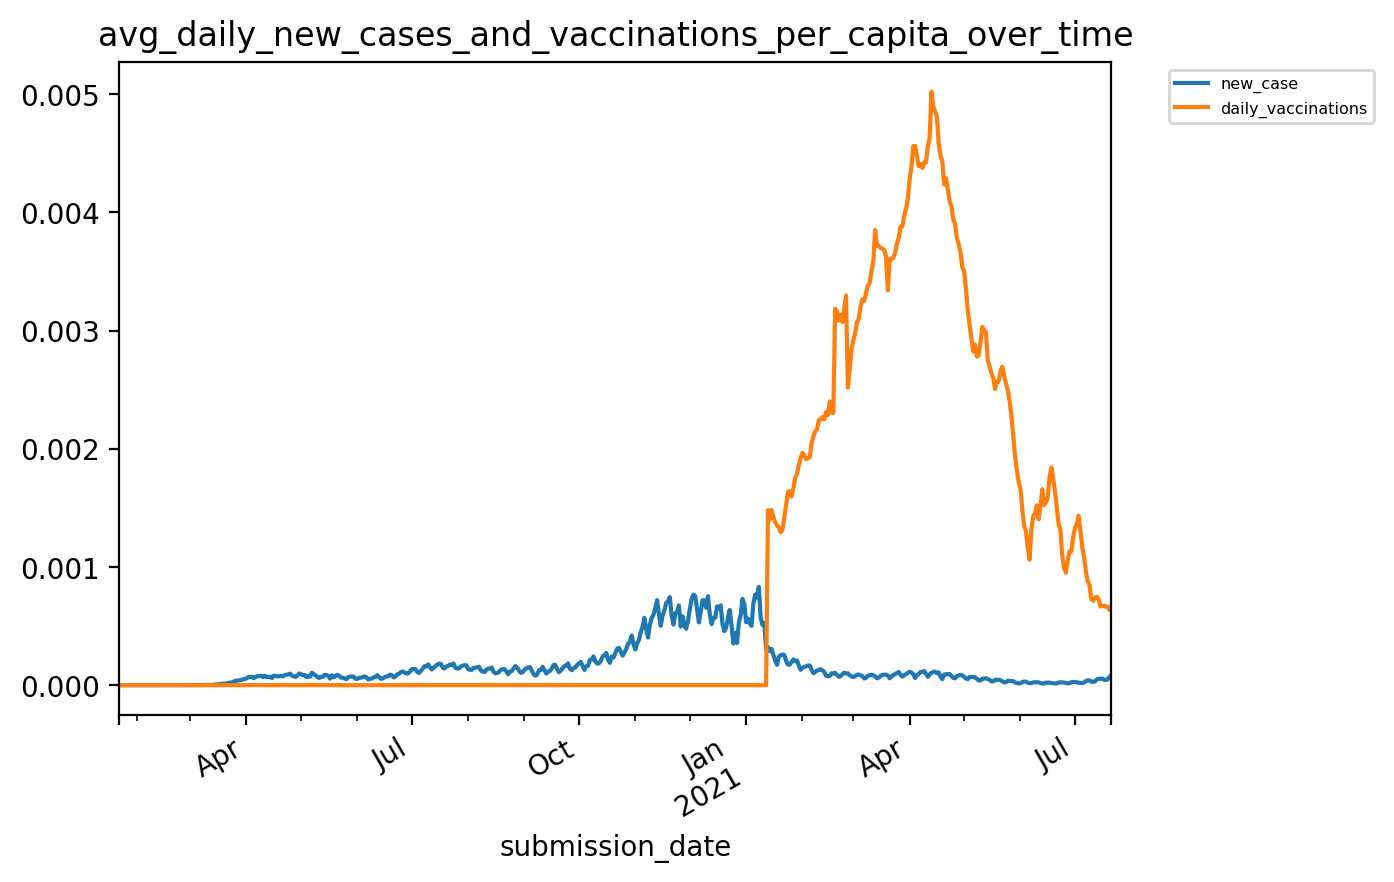 avg_daily_new_cases_and_vaccinations_per_capita_over_time
new_case
daily_vaccinations
0.005
0.004
0.003
0.002
0.001
0.000
Apr
Jul
Oct
Jan
2021
Apr
Jul
submission_date